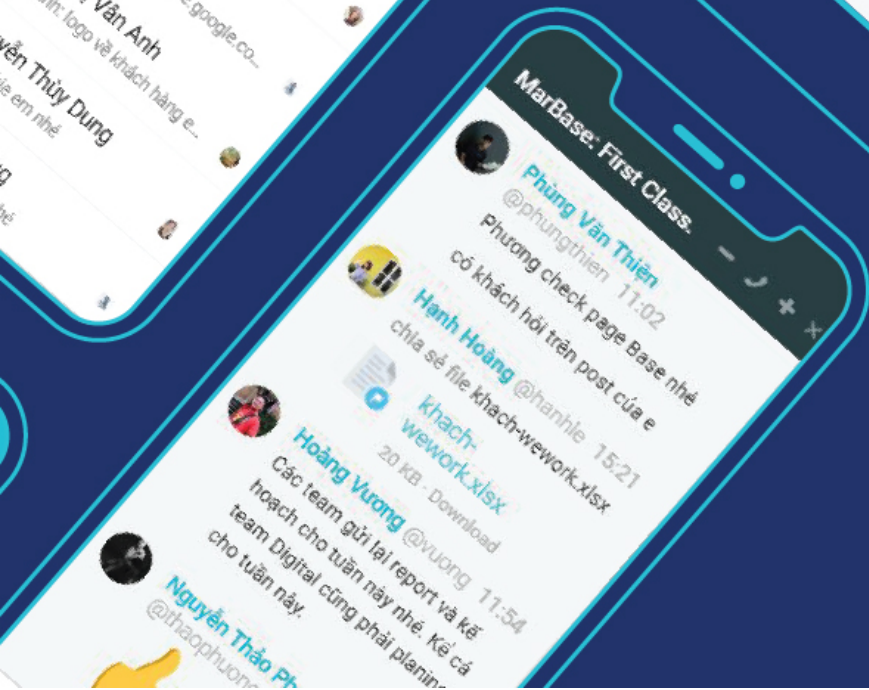 google.co...
Vân Anh
logo về khách hàng e...
Thùy Dung
em nhé
MarBase: First Class.
Phùng Văn Thiện
@phungthien 11:02
Phương check page Base nhé
có khách hỏi trên post của e
Hạnh Hoàng @hanhle 15:21
chia sẻ file khach-wework.xlsx
khach-
wework.xlsx
20 KB - Download
Hoàng Vương @vuong 11:54
Các team gửi lại report và kế
hoạch cho tuần này nhé. Kể cả
team Digital cũng phải planing
cho tuần này.
Nguyễn Thảo Ph
@thaophuong